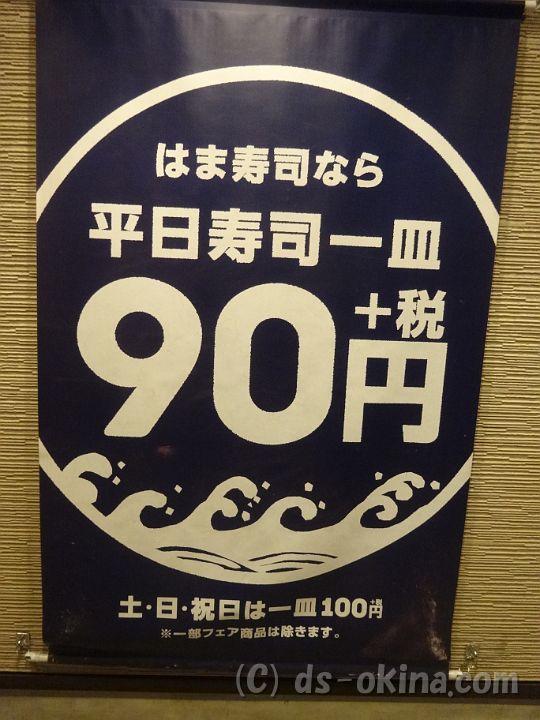 はま寿司なら
平日寿司一皿
90円+税
土・日・祝日は一皿100円+税
※一部フェア商品は除きます。
(C) ds-okina.com